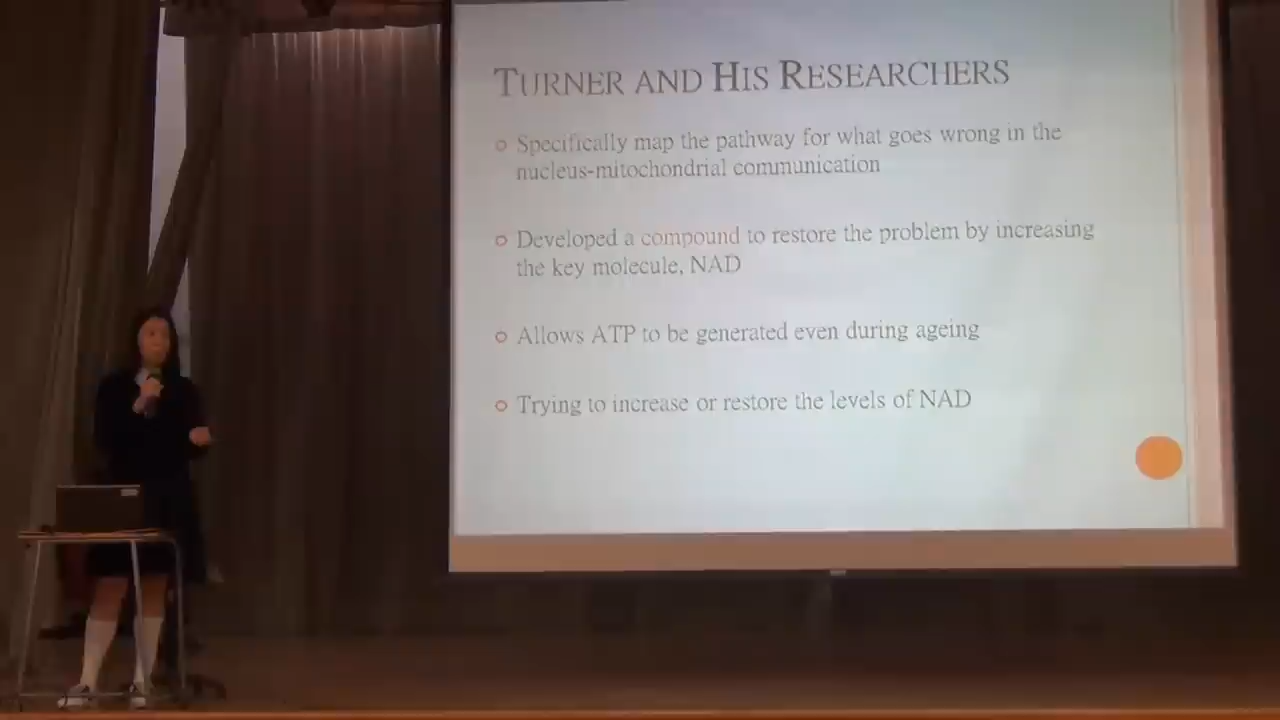 TURNER AND HIS RESEARCHERS
Specifically map the pathway for what goes wrong in the
nucleus-mitochondrial communication
Developed a compound to restore the problem by increasing
the key molecule, NAD
Allows ATP to be generated even during ageing
Trying to increase or restore the levels of NAD